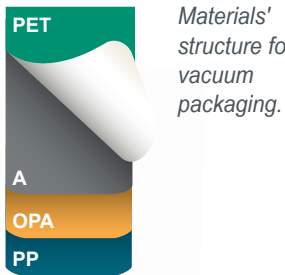 PET
A
OPA
PP
Materials'
structure fo
vacuum
packaging.